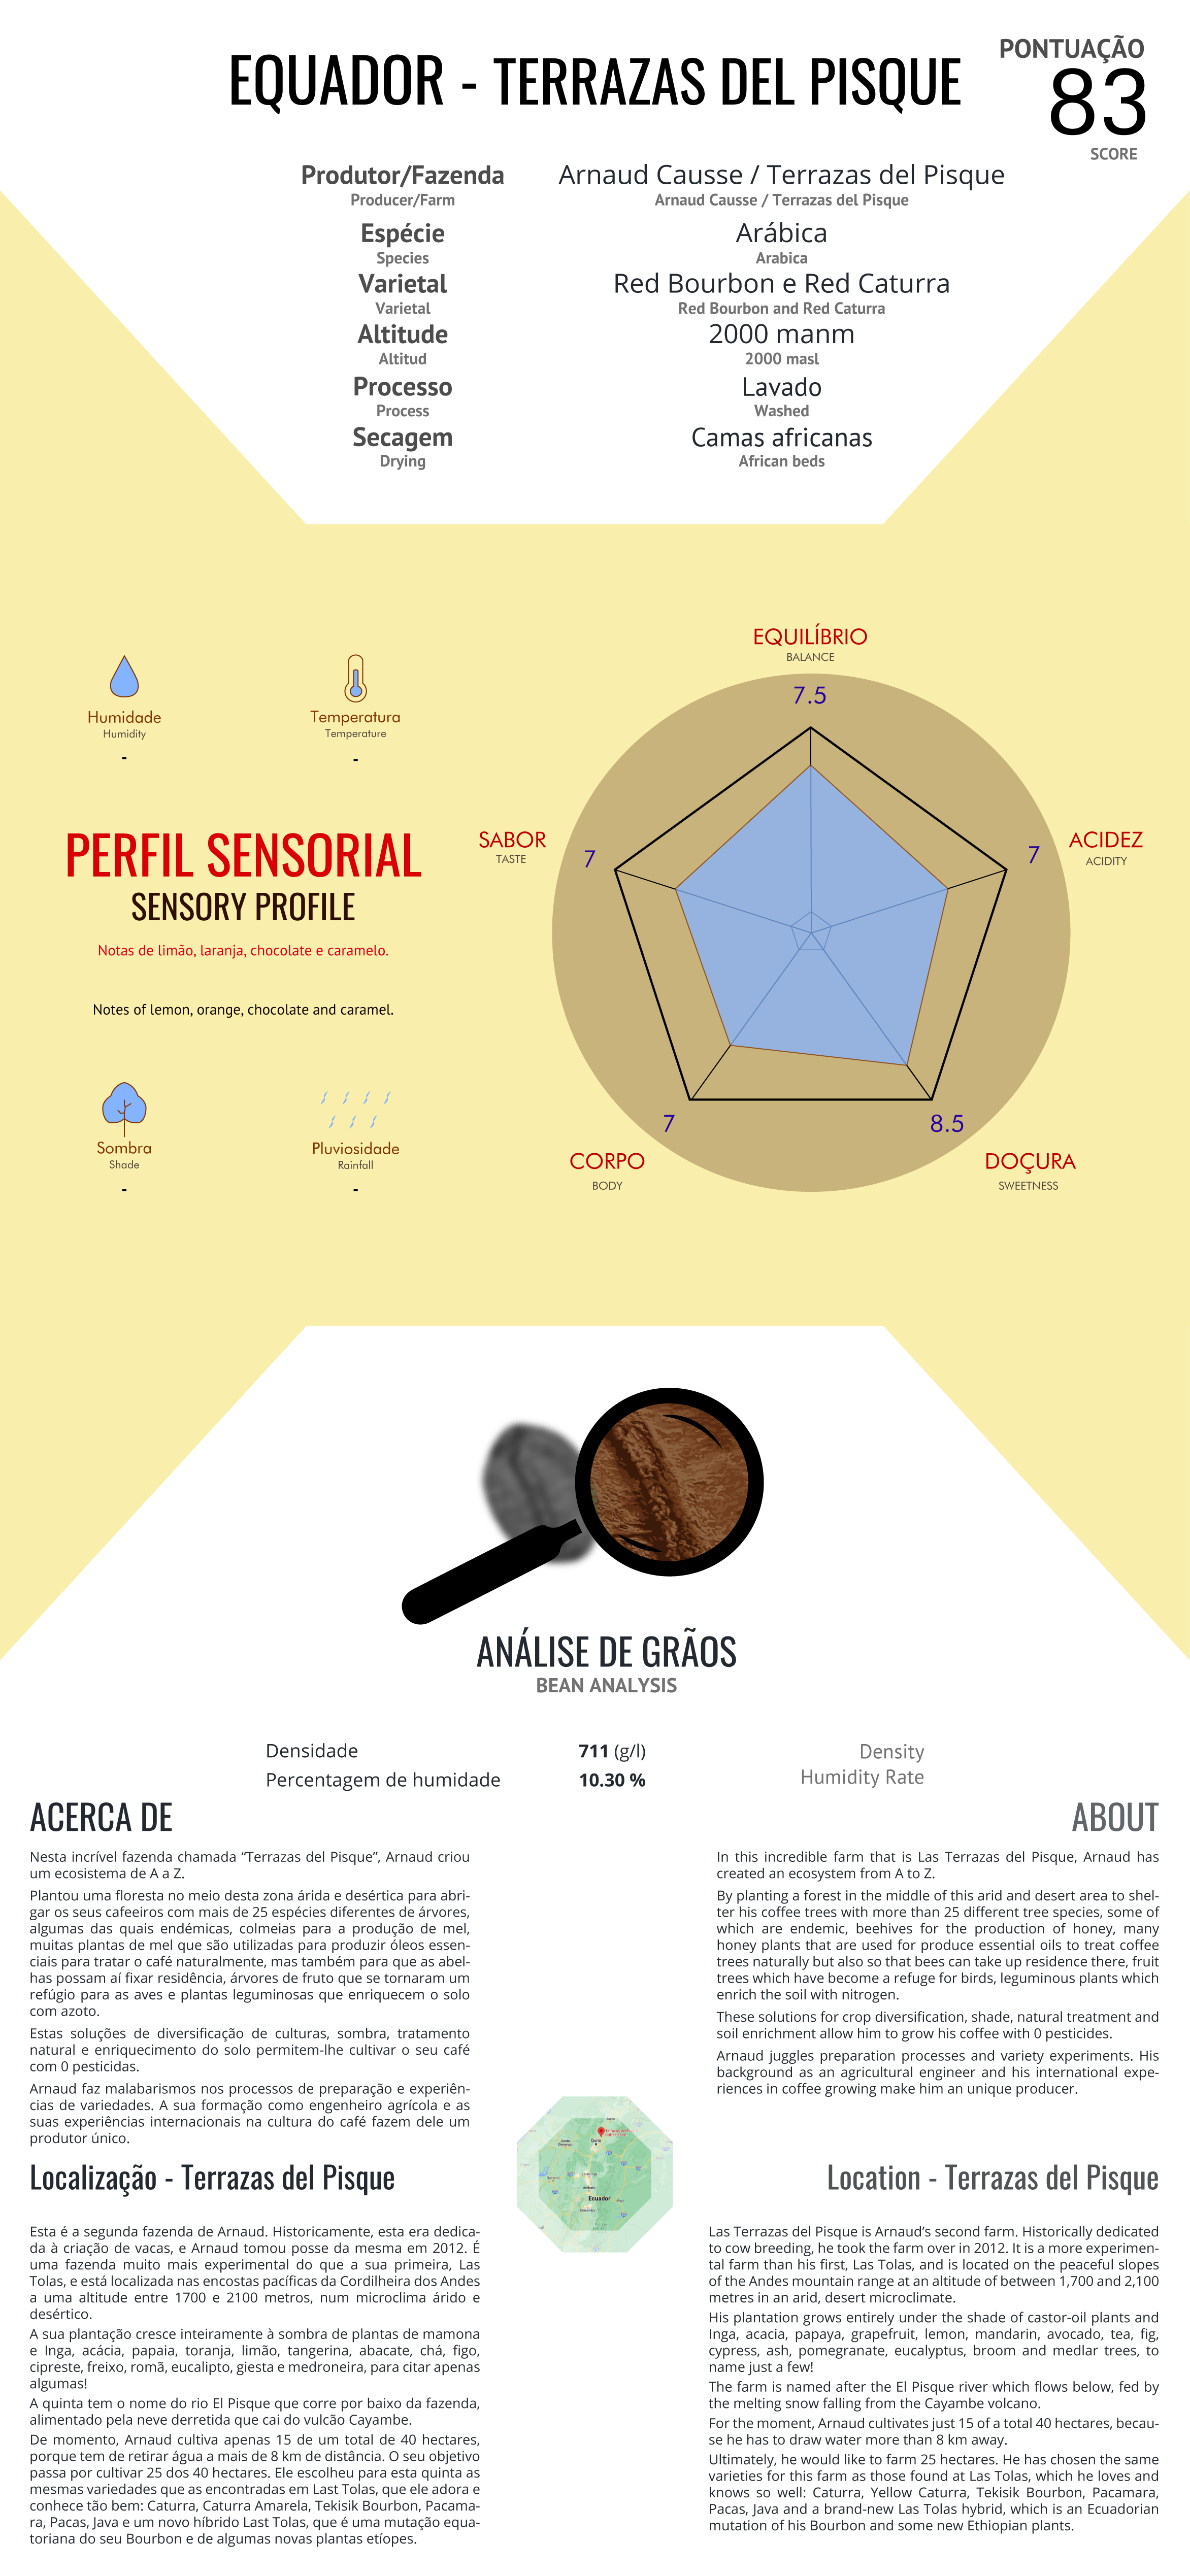 EQUADOR - TERRAZAS DEL PISQUE
PONTUAÇÃO
83
SCORE
Produtor/Fazenda
Producer/Farm
Arnaud Causse / Terrazas del Pisque
Arnaud Causse / Terrazas del Pisque
Espécie
Species
Arábica
Arabica
Varietal
Varietal
Red Bourbon e Red Caturra
Red Bourbon and Red Caturra
Altitude
Altitud
2000 manm
2000 masl
Processo
Process
Lavado
Washed
Secagem
Drying
Camas africanas
African beds
Humidade
Humidity
-
Temperatura
Temperature
-
PERFIL SENSORIAL
SENSORY PROFILE
Notas de limão, laranja, chocolate e caramelo.
Notes of lemon, orange, chocolate and caramel.
Sombra
Shade
-
Pluviosidade
Rainfall
-
EQUILÍBRIO
BALANCE
7.5
SABOR
TASTE
7
7
ACIDEZ
ACIDITY
7
8.5
CORPO
BODY
DOÇURA
SWEETNESS
ANÁLISE DE GRÃOS
BEAN ANALYSIS
Densidade 711 (g/l) Density
Percentagem de humidade 10.30 % Humidity Rate
ACERCA DE
Nesta incrível fazenda chamada “Terrazas del Pisque”, Arnaud criou
um ecosistema de A a Z.
Plantou uma floresta no meio desta zona árida e desértica para abri-
gar os seus cafeeiros com mais de 25 espécies diferentes de árvores,
algumas das quais endémicas, colmeias para a produção de mel,
muitas plantas de mel que são utilizadas para produzir óleos essen-
ciais para tratar o café naturalmente, mas também para que as abel-
has possam aí fixar residência, árvores de fruto que se tornaram um
refúgio para as aves e plantas leguminosas que enriquecem o solo
com azoto.
Estas soluções de diversificação de culturas, sombra, tratamento
natural e enriquecimento do solo permitem-lhe cultivar o seu café
com 0 pesticidas.
Arnaud faz malabarismos nos processos de preparação e experiên-
cias de variedades. A sua formação como engenheiro agrícola e as
suas experiências internacionais na cultura do café fazem dele um
produtor único.
ABOUT
In this incredible farm that is Las Terrazas del Pisque, Arnaud has
created an ecosystem from A to Z.
By planting a forest in the middle of this arid and desert area to shel-
ter his coffee trees with more than 25 different tree species, some of
which are endemic, beehives for the production of honey, many
honey plants that are used for produce essential oils to treat coffee
trees naturally but also so that bees can take up residence there, fruit
trees which have become a refuge for birds, leguminous plants which
enrich the soil with nitrogen.
These solutions for crop diversification, shade, natural treatment and
soil enrichment allow him to grow his coffee with 0 pesticides.
Arnaud juggles preparation processes and variety experiments. His
background as an agricultural engineer and his international expe-
riences in coffee growing make him an unique producer.
Quito
Ecuador
Localização - Terrazas del Pisque
Esta é a segunda fazenda de Arnaud. Historicamente, esta era dedica-
da à criação de vacas, e Arnaud tomou posse da mesma em 2012. É
uma fazenda muito mais experimental do que a sua primeira, Las
Tolas, e está localizada nas encostas pacíficas da Cordilheira dos Andes
a uma altitude entre 1700 e 2100 metros, num microclima árido e
desértico.
A sua plantação cresce inteiramente à sombra de plantas de mamona
e Inga, acácia, papaia, toranja, limão, tangerina, abacate, chá, figo,
cipreste, freixo, romã, eucalipto, giesta e medroneira, para citar apenas
algumas!
A quinta tem o nome do rio El Pisque que corre por baixo da fazenda,
alimentado pela neve derretida que cai do vulcão Cayambe.
De momento, Arnaud cultiva apenas 15 de um total de 40 hectares,
porque tem de retirar água a mais de 8 km de distância. O seu objetivo
passa por cultivar 25 dos 40 hectares. Ele escolheu para esta quinta as
mesmas variedades que as encontradas em Last Tolas, que ele adora e
conhece tão bem: Caturra, Caturra Amarela, Tekisik Bourbon, Pacama-
ra, Pacas, Java e um novo híbrido Last Tolas, que é uma mutação equa-
toriana do seu Bourbon e de algumas novas plantas etíopes.
Location - Terrazas del Pisque
Las Terrazas del Pisque is Arnaud’s second farm. Historically dedicated
to cow breeding, he took the farm over in 2012. It is a more experimen-
tal farm than his first, Las Tolas, and is located on the peaceful slopes
of the Andes mountain range at an altitude of between 1,700 and 2,100
metres in an arid, desert microclimate.
His plantation grows entirely under the shade of castor-oil plants and
Inga, acacia, papaya, grapefruit, lemon, mandarin, avocado, tea, fig,
cypress, ash, pomegranate, eucalyptus, broom and medlar trees, to
name just a few!
The farm is named after the El Pisque river which flows below, fed by
the melting snow falling from the Cayambe volcano.
For the moment, Arnaud cultivates just 15 of a total 40 hectares, becau-
se he has to draw water more than 8 km away.
Ultimately, he would like to farm 25 hectares. He has chosen the same
varieties for this farm as those found at Las Tolas, which he loves and
knows so well: Caturra, Yellow Caturra, Tekisik Bourbon, Pacamara,
Pacas, Java and a brand-new Las Tolas hybrid, which is an Ecuadorian
mutation of his Bourbon and some new Ethiopian plants.